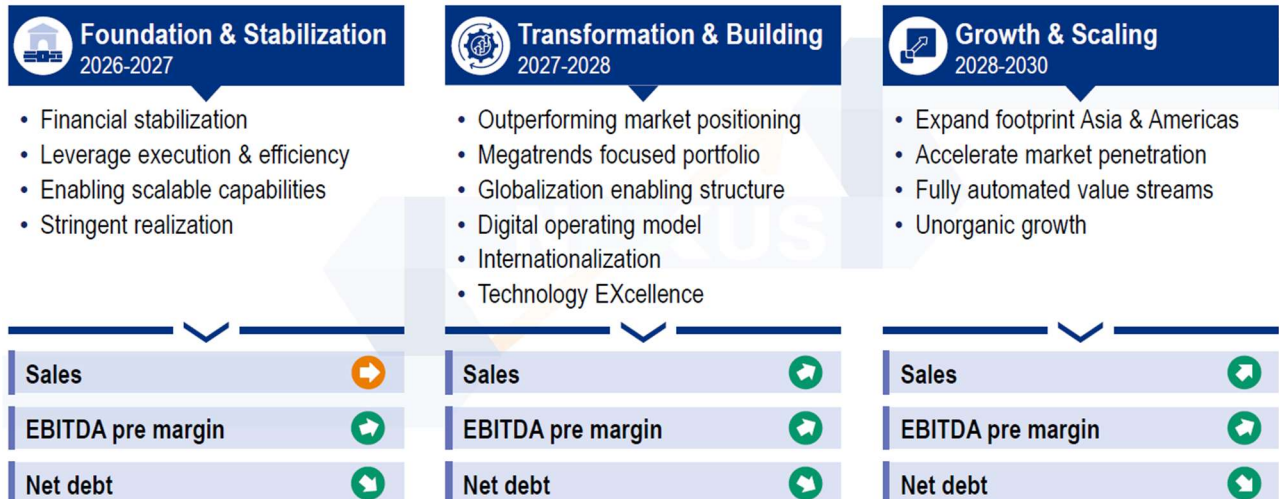 Foundation & Stabilization
2026-2027
• Financial stabilization
• Leverage execution & efficiency
• Enabling scalable capabilities
• Stringent realization
Sales
EBITDA pre margin
Net debt
Transformation & Building
2027-2028
• Outperforming market positioning
• Megatrends focused portfolio
• Globalization enabling structure
• Digital operating model
• Internationalization
• Technology EXcellence
Sales
EBITDA pre margin
Net debt
Growth & Scaling
2028-2030
• Expand footprint Asia & Americas
• Accelerate market penetration
• Fully automated value streams
• Unorganic growth
Sales
EBITDA pre margin
Net debt